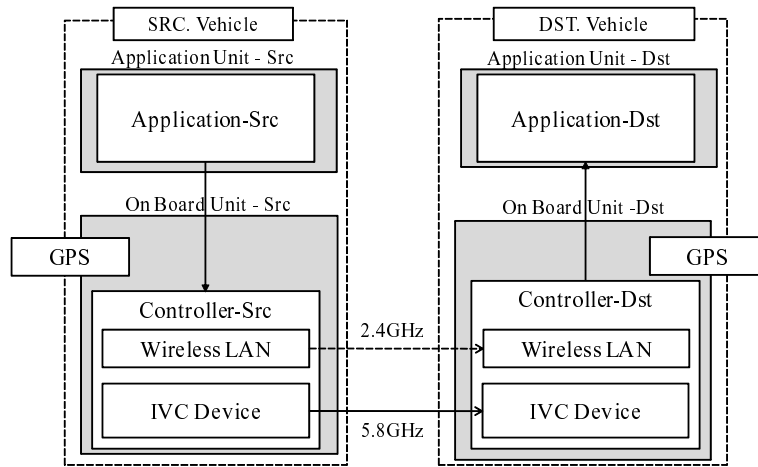 SRC. Vehicle
Application Unit - Src
Application-Src
On Board Unit - Src
GPS
Controller-Src
Wireless LAN
IVC Device
2.4GHz
5.8GHz
DST. Vehicle
Application Unit - Dst
Application-Dst
On Board Unit -Dst
GPS
Controller-Dst
Wireless LAN
IVC Device